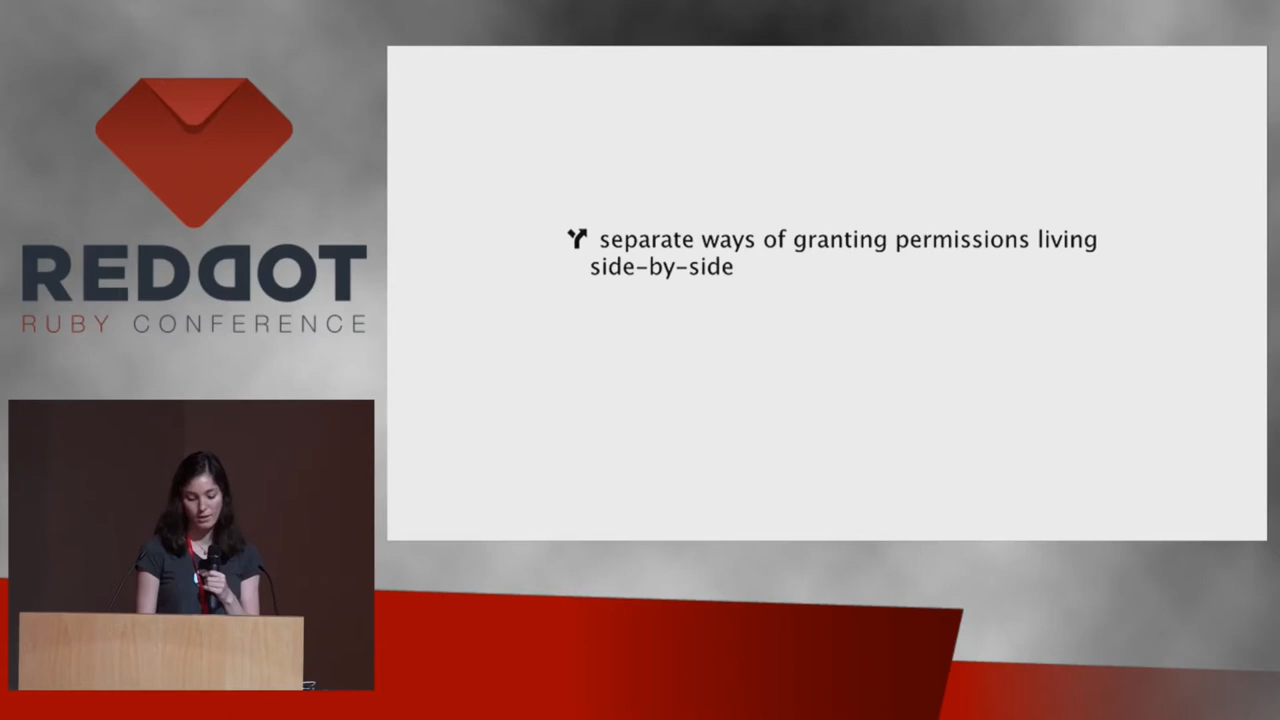 REDDOT
RUBY CONFERENCE
separate ways of granting permissions living
side-by-side